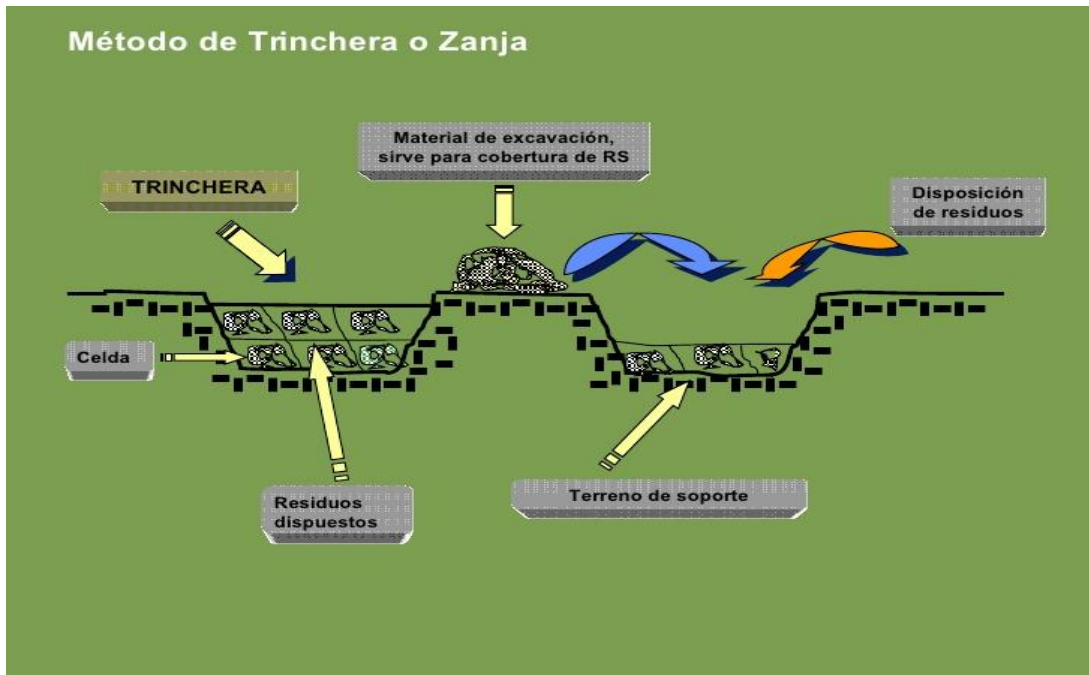 Método de Trinchera o Zanja
Material de excavación,
sirve para cobertura de RS
TRINCHERA
Disposición
de residuos
Celda
Residuos
dispuestos
Terreno de soporte